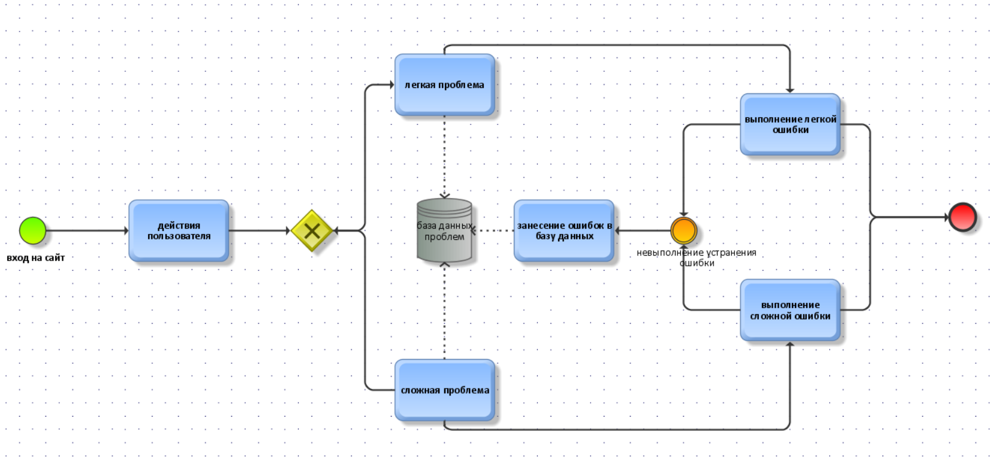 легкая проблема
выполнение легкой
ошибки
действия
пользователя
вход на сайт
база данных
проблем
занесение ошибок в
базу данных
невыполнение устранения
ошибки
выполнение
сложной ошибки
сложная проблема